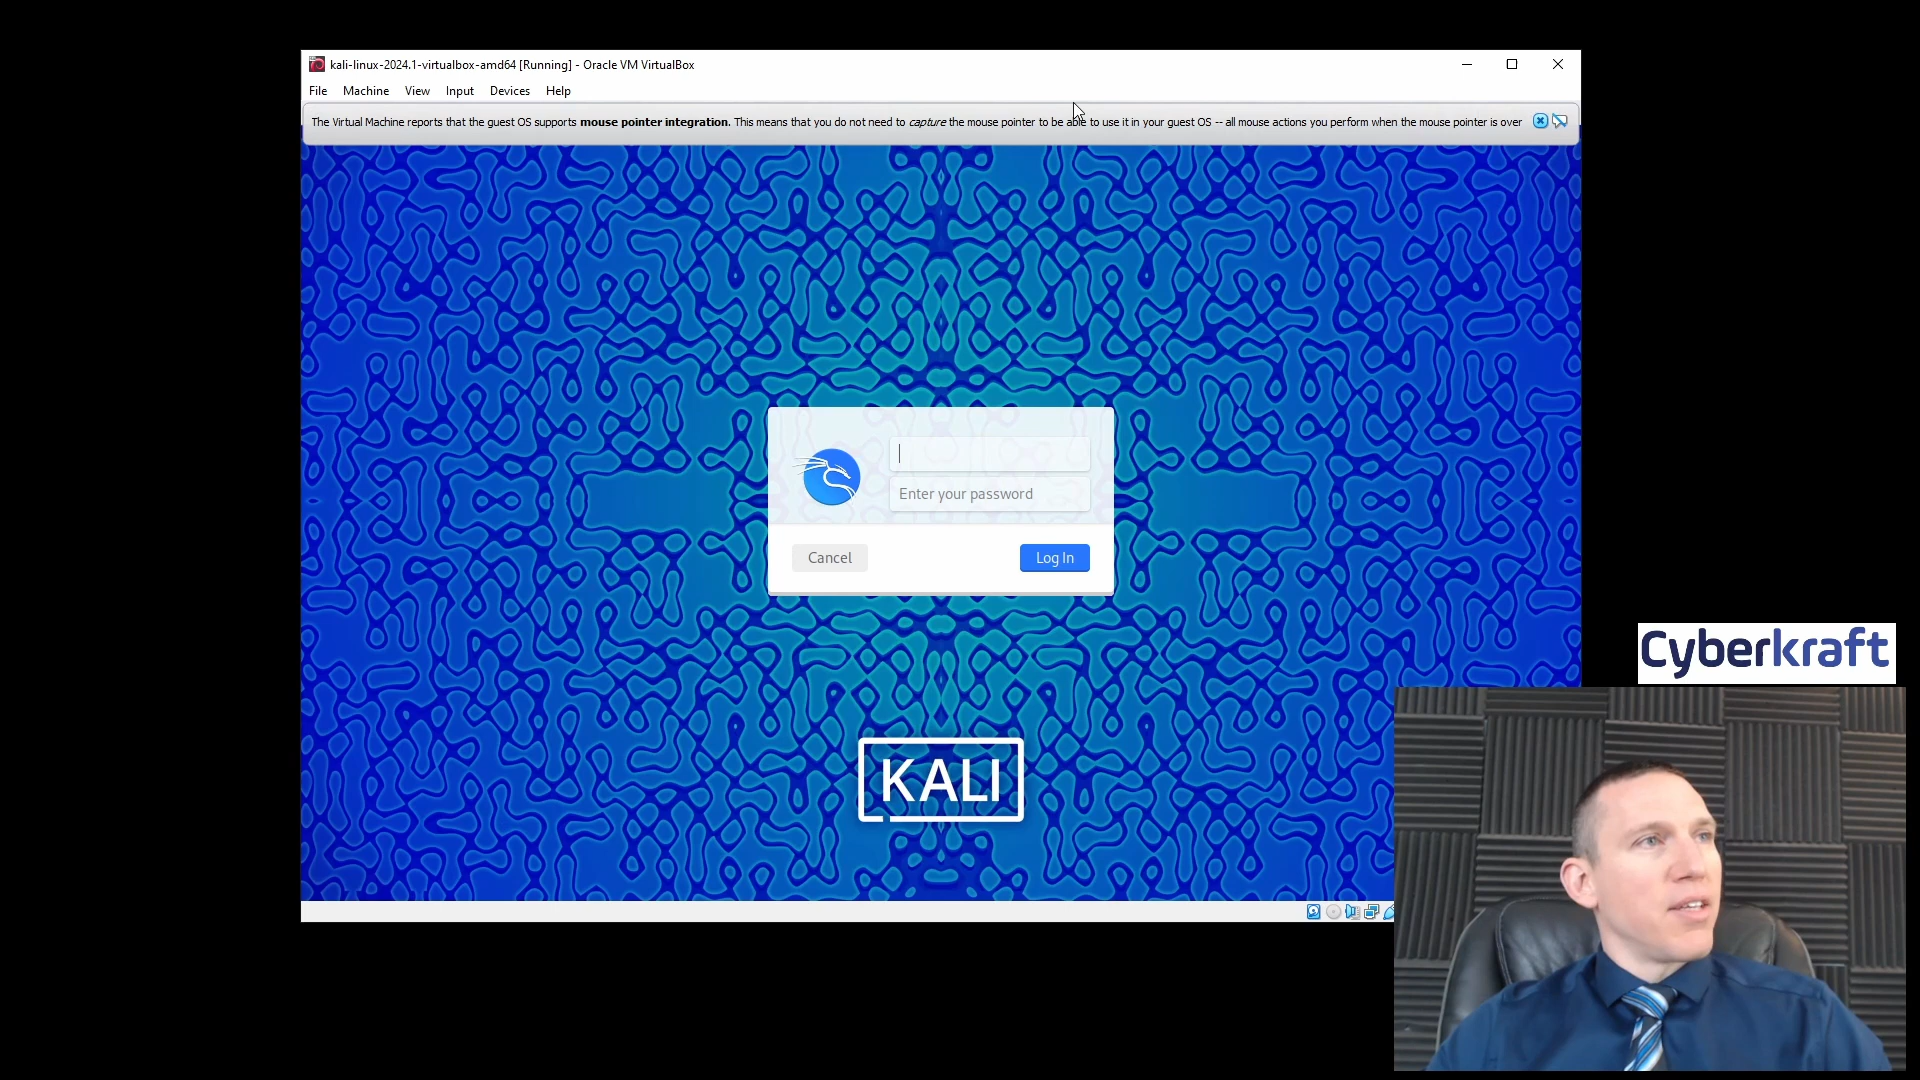 kali-linux-2024.1-virtualbox-amd64 [Running] - Oracle VM VirtualBox
File Machine View Input Devices Help
The Virtual Machine reports that the guest OS supports mouse pointer integration. This means that you do not need to capture the mouse pointer to be able to use it in your guest OS -- all mouse actions you perform when the mouse pointer is over
Enter your password
Cancel
Log In
Cyberkraft
KALI